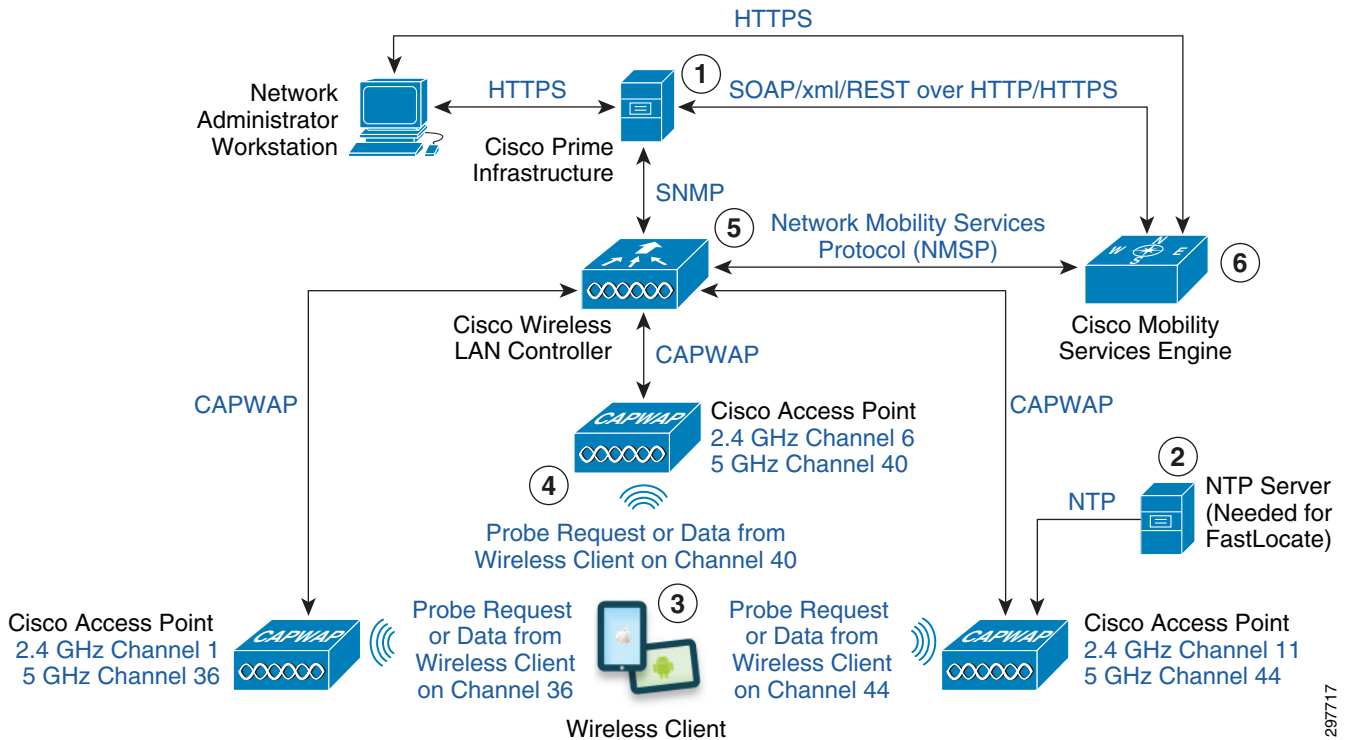 HTTPS
Network
Administrator
Workstation
HTTPS
1
SOAP/xml/REST over HTTP/HTTPS
Cisco Prime
Infrastructure
SNMP
5
Network Mobility Services
Protocol (NMSP)
N
W
E
S
6
Cisco Wireless
LAN Controller
Cisco Mobility
Services Engine
CAPWAP
CAPWAP
CAPWAP
CAPWAP
Cisco Access Point
2.4 GHz Channel 6
5 GHz Channel 40
4
Probe Request or Data from
Wireless Client on Channel 40
2
NTP
NTP Server
(Needed for
FastLocate)
Cisco Access Point
2.4 GHz Channel 1
5 GHz Channel 36
CAPWAP
Probe Request
or Data from
Wireless Client
on Channel 36
3
Wireless Client
Probe Request
or Data from
Wireless Client
on Channel 44
CAPWAP
Cisco Access Point
2.4 GHz Channel 11
5 GHz Channel 44
297717